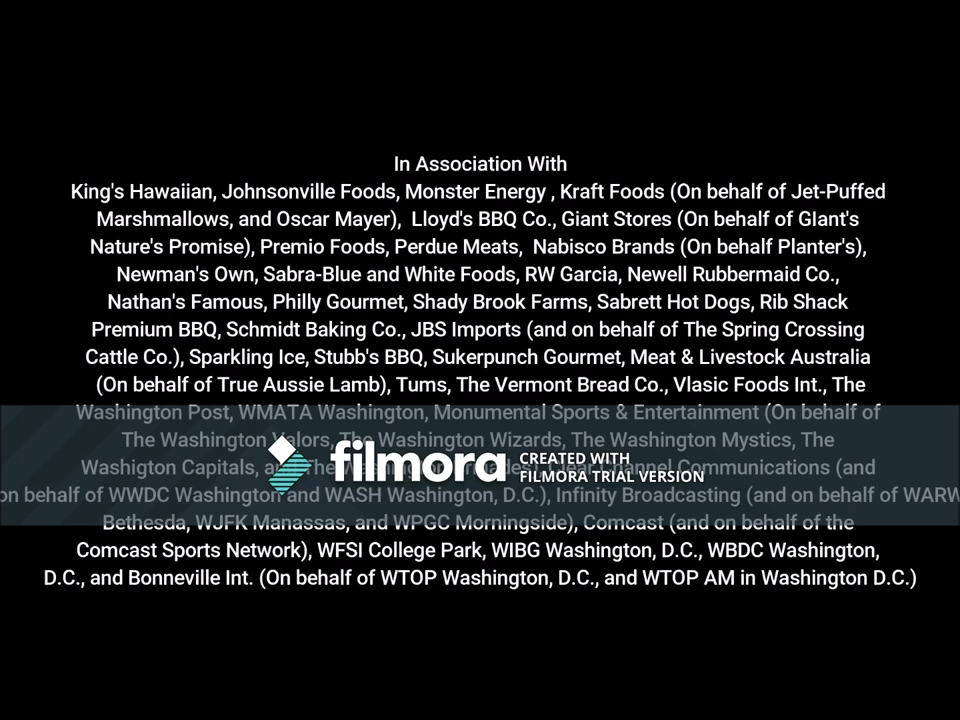 In Association With
King's Hawaiian, Johnsonville Foods, Monster Energy , Kraft Foods (On behalf of Jet-Puffed
Marshmallows, and Oscar Mayer), Lloyd's BBQ Co., Giant Stores (On behalf of GIant's
Nature's Promise), Premio Foods, Perdue Meats, Nabisco Brands (On behalf Planter's),
Newman's Own, Sabra-Blue and White Foods, RW Garcia, Newell Rubbermaid Co.,
Nathan's Famous, Philly Gourmet, Shady Brook Farms, Sabrett Hot Dogs, Rib Shack
Premium BBQ, Schmidt Baking Co., JBS Imports (and on behalf of The Spring Crossing
Cattle Co.), Sparkling Ice, Stubb's BBQ, Sukerpunch Gourmet, Meat & Livestock Australia
(On behalf of True Aussie Lamb), Tums, The Vermont Bread Co., Vlasic Foods Int., The
Washington Post, WMATA Washington, Monumental Sports & Entertainment (On behalf of
The Washington Valors, The Washington Wizards, The Washington Mystics, The
Washigton Capitals, and The Communications (and
on behalf of WWDC Washington and WASH Washington, D.C.), Infinity Broadcasting (and on behalf of WARW
Bethesda, WJFK Manassas, and WPGC Morningside), Comcast (and on behalf of the
Comcast Sports Network), WFSI College Park, WIBG Washington, D.C., WBDC Washington,
D.C., and Bonneville Int. (On behalf of WTOP Washington, D.C., and WTOP AM in Washington D.C.)
filmora
CREATED WITH
FILMORA TRIAL VERSION